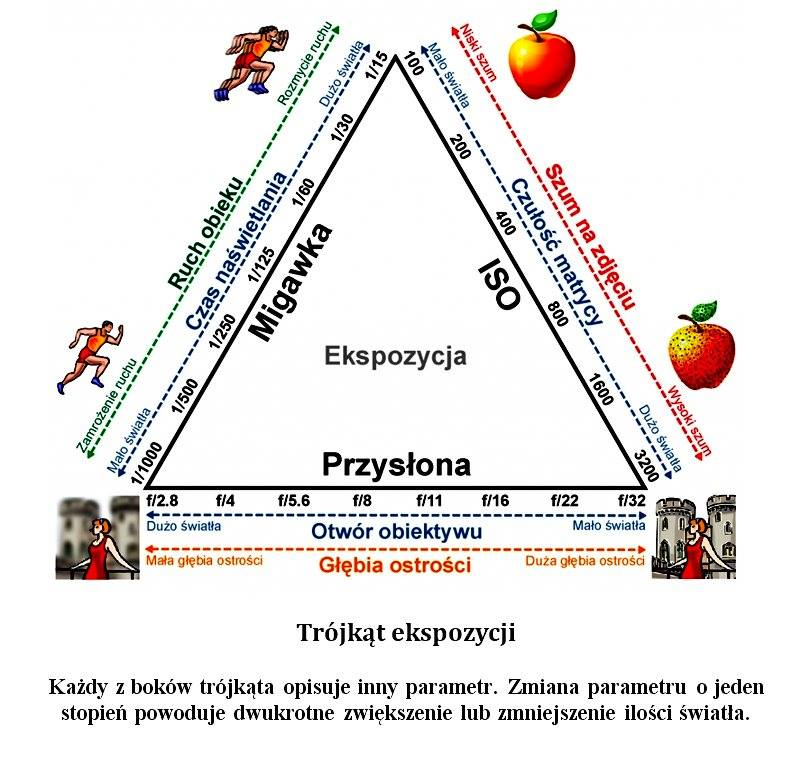 Rozmycie ruchu
Ruch obieku
Zamrożenie ruchu
Dużo światła
Czas naświetlania
Mało światła
1/15
1/30
1/60
1/125
1/250
1/500
1/1000
Migawka
100
200
400
800
1600
3200
ISO
Mało światła
Czułość matrycy
Dużo światła
Niski szum
Szum na zdjęciu
Wysoki szum
Ekspozycja
Przysłona
f/2.8 f/4 f/5.6 f/8 f/11 f/16 f/22 f/32
Dużo światła Otwór obiektywu Mało światła
Mała głębia ostrości Głębia ostrości Duża głębia ostrości
Trójkąt ekspozycji
Każdy z boków trójkąta opisuje inny parametr. Zmiana parametru o jeden
stopień powoduje dwukrotne zwiększenie lub zmniejszenie ilości światła.